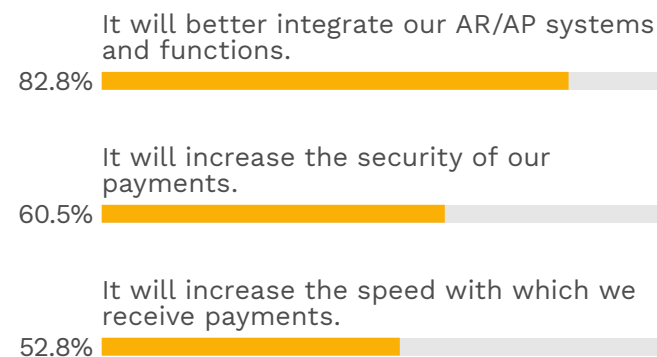 It will better integrate our AR/AP systems
and functions.
82.8%
It will increase the security of our
payments.
60.5%
It will increase the speed with which we
receive payments.
52.8%